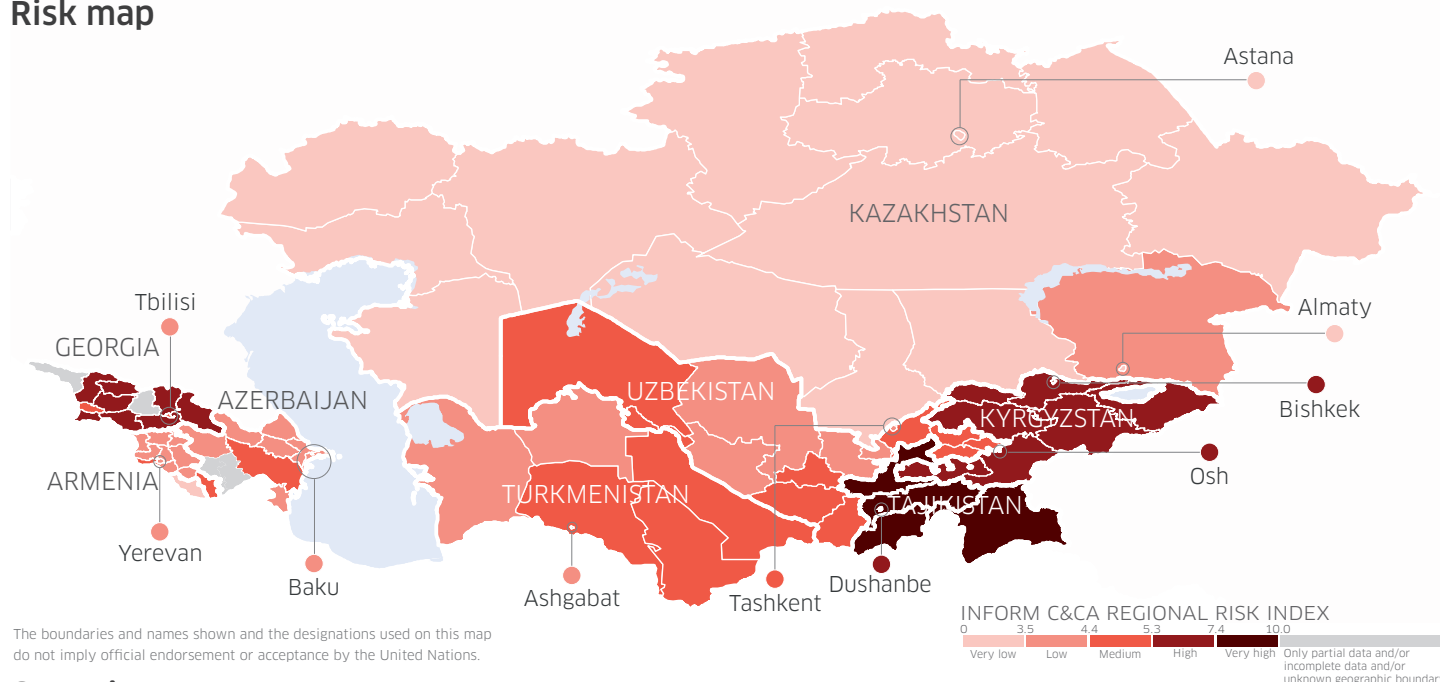 Risk map
Astana
KAZAKHSTAN
Tbilisi
Almaty
GEORGIA
UZBEKISTAN
AZERBAIJAN
Bishkek
KYRGYZSTAN
Osh
ARMENIA
TURKMENISTAN
TAJIKISTAN
Yerevan
Baku
Ashgabat
Tashkent
Dushanbe
The boundaries and names shown and the designations used on this map
do not imply official endorsement or acceptance by the United Nations.
INFORM C&CA REGIONAL RISK INDEX
0 3.5 4.4 5.3 7.4 10.0
Very low Low Medium High Very high Only partial data and/or
incomplete data and/or
unknown geographic